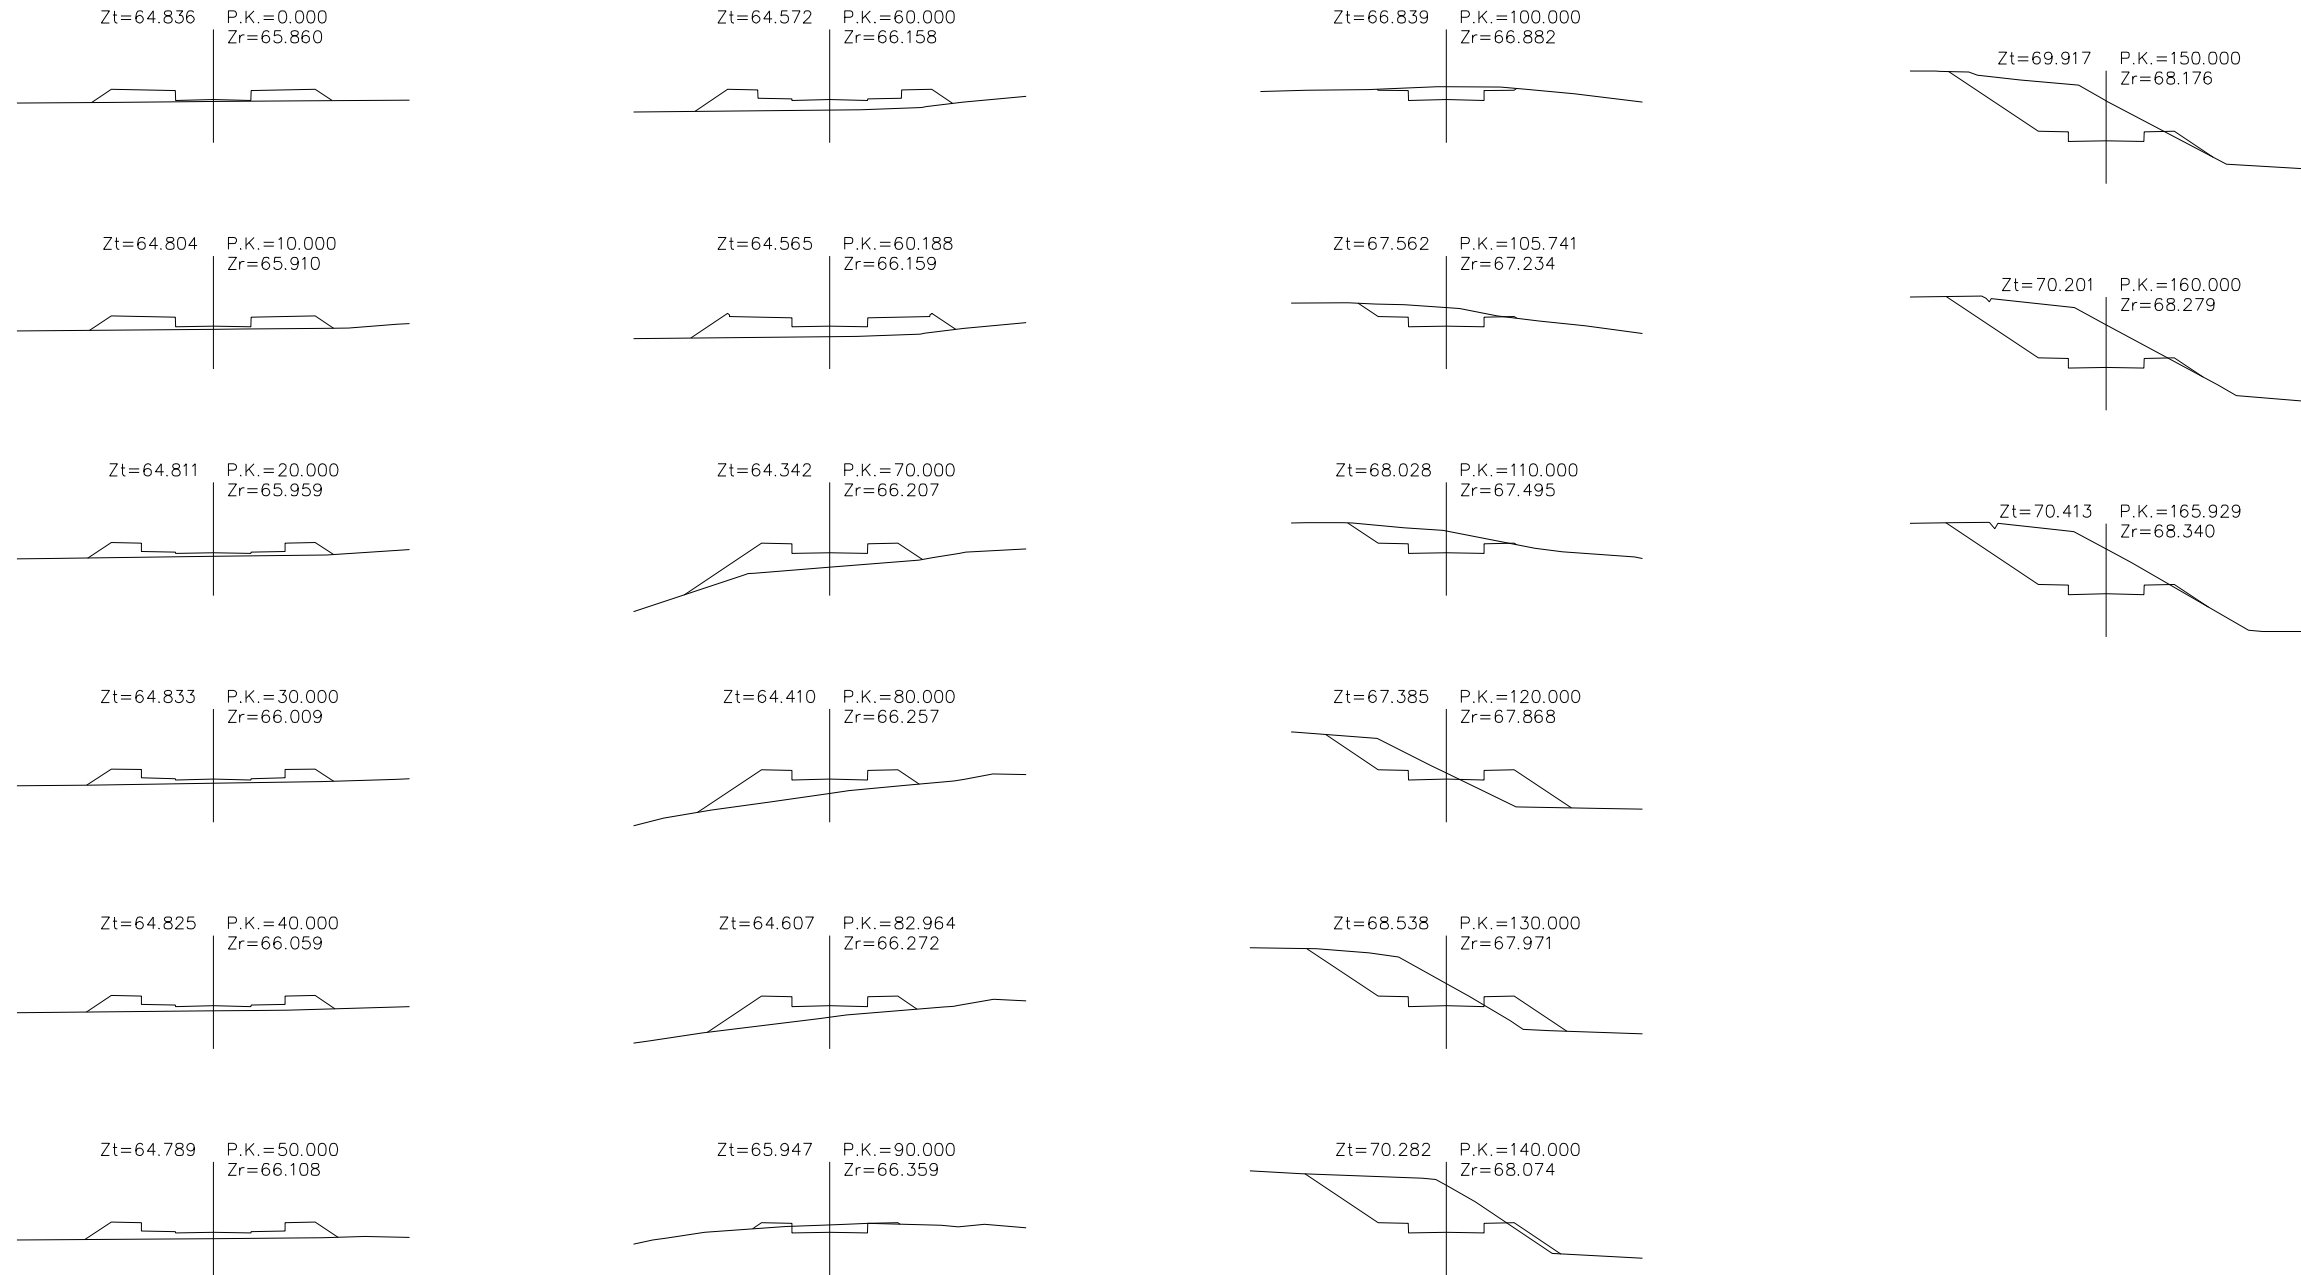 Zt=64.836 P.K.=0.000
Zr=65.860
Zt=64.804 P.K.=10.000
Zr=65.910
Zt=64.811 P.K.=20.000
Zr=65.959
Zt=64.833 P.K.=30.000
Zr=66.009
Zt=64.825 P.K.=40.000
Zr=66.059
Zt=64.789 P.K.=50.000
Zr=66.108
Zt=64.572 P.K.=60.000
Zr=66.158
Zt=64.565 P.K.=60.188
Zr=66.159
Zt=64.342 P.K.=70.000
Zr=66.207
Zt=64.410 P.K.=80.000
Zr=66.257
Zt=64.607 P.K.=82.964
Zr=66.272
Zt=65.947 P.K.=90.000
Zr=66.359
Zt=66.839 P.K.=100.000
Zr=66.882
Zt=67.562 P.K.=105.741
Zr=67.234
Zt=68.028 P.K.=110.000
Zr=67.495
Zt=67.385 P.K.=120.000
Zr=67.868
Zt=68.538 P.K.=130.000
Zr=67.971
Zt=70.282 P.K.=140.000
Zr=68.074
Zt=69.917 P.K.=150.000
Zr=68.176
Zt=70.201 P.K.=160.000
Zr=68.279
Zt=70.413 P.K.=165.929
Zr=68.340